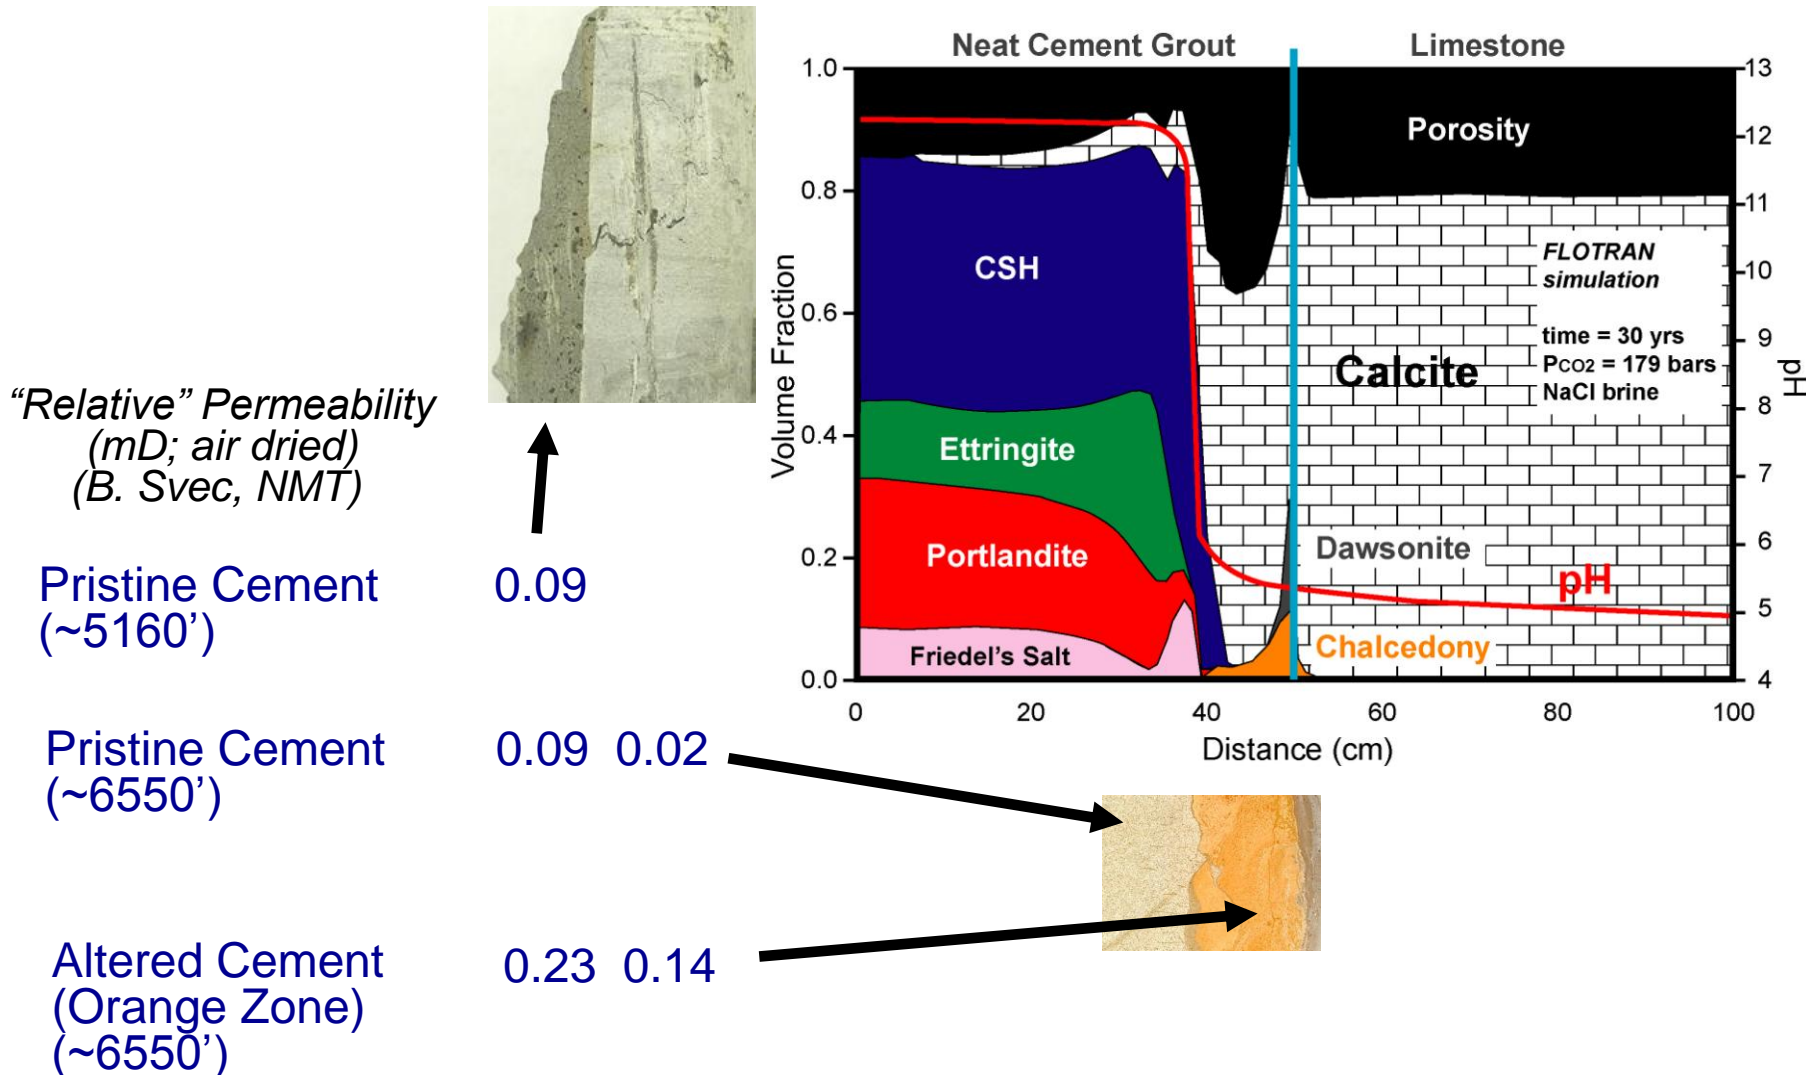 Neat Cement Grout
Limestone
1.0
0.8
0.6
0.4
0.2
0.0
Volume Fraction
13
12
11
10
9
8
7
6
5
4
pH
Porosity
CSH
FLOTRAN
simulation
time = 30 yrs
PCO2 = 179 bars
NaCl brine
Calcite
Ettringite
Portlandite
Dawsonite
pH
Chalcedony
Friedel's Salt
0
20
40
60
80
100
Distance (cm)
“Relative” Permeability
(mD; air dried)
(B. Svec, NMT)
Pristine Cement 0.09
(~5160’)
Pristine Cement 0.09 0.02
(~6550’)
Altered Cement 0.23 0.14
(Orange Zone)
(~6550’)